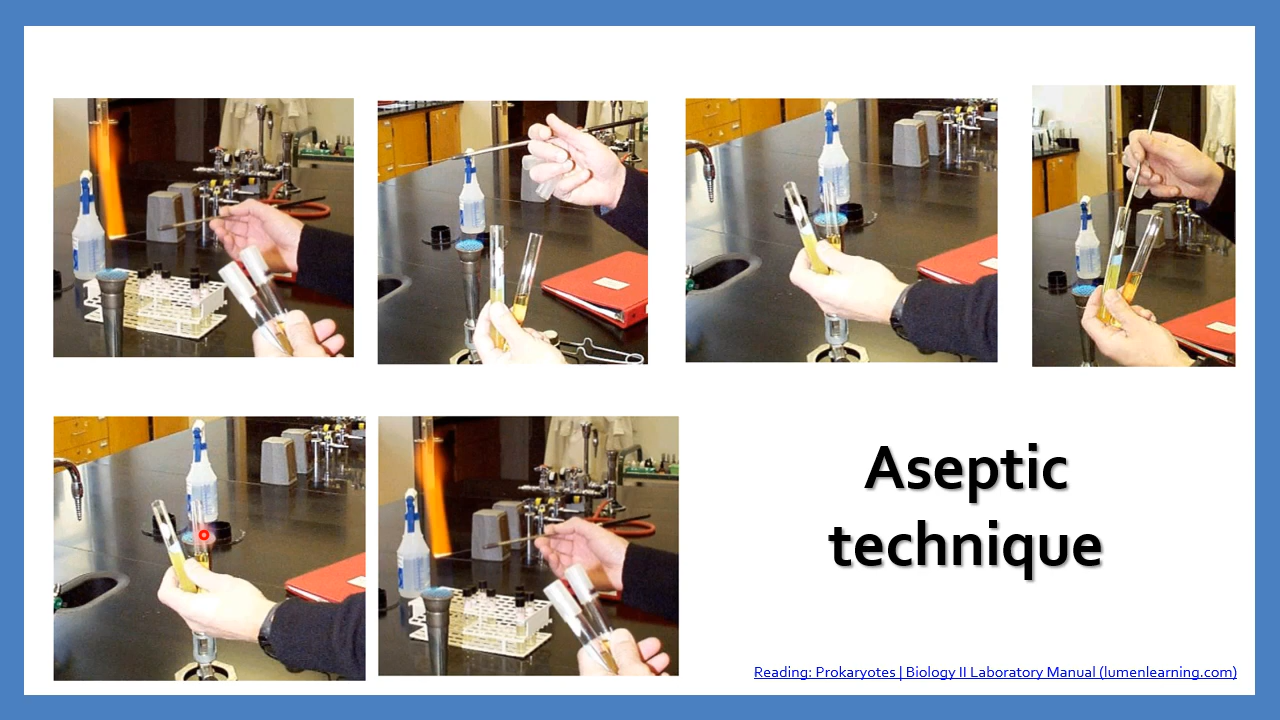 Aseptic
technique
Reading: Prokaryotes | Biology II Laboratory Manual (lumenlearning.com)